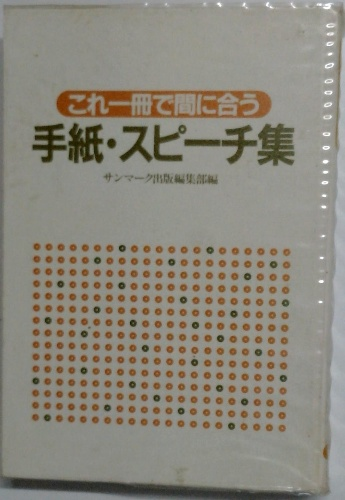 これ一冊で間に合う
手紙・スピーチ集
サンマーク出版編集部編